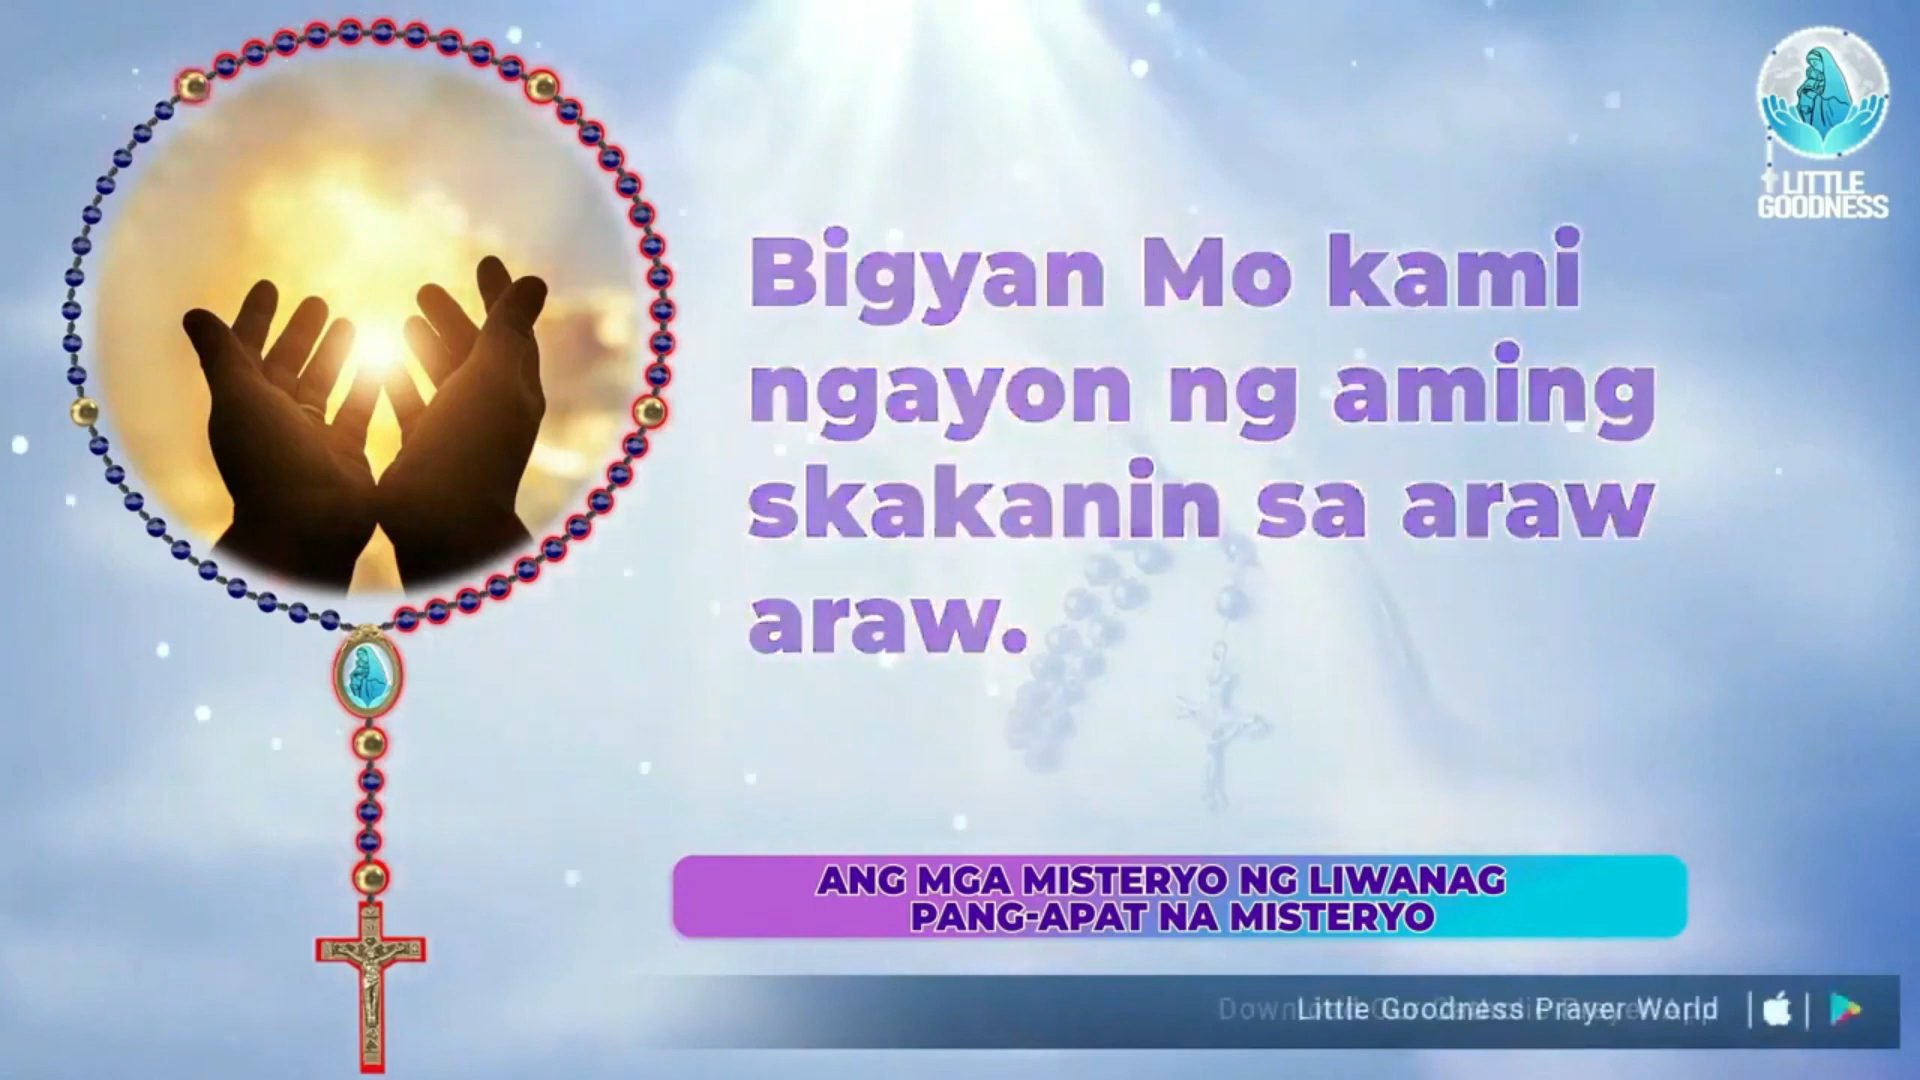 LITTLE
GOODNESS
Bigyan Mo kami
ngayon ng aming
skakanin sa araw
araw.
ANG MGA MISTERYO NG LIWANAG
PANG-APAT NA MISTERYO
Little Goodness Prayer World